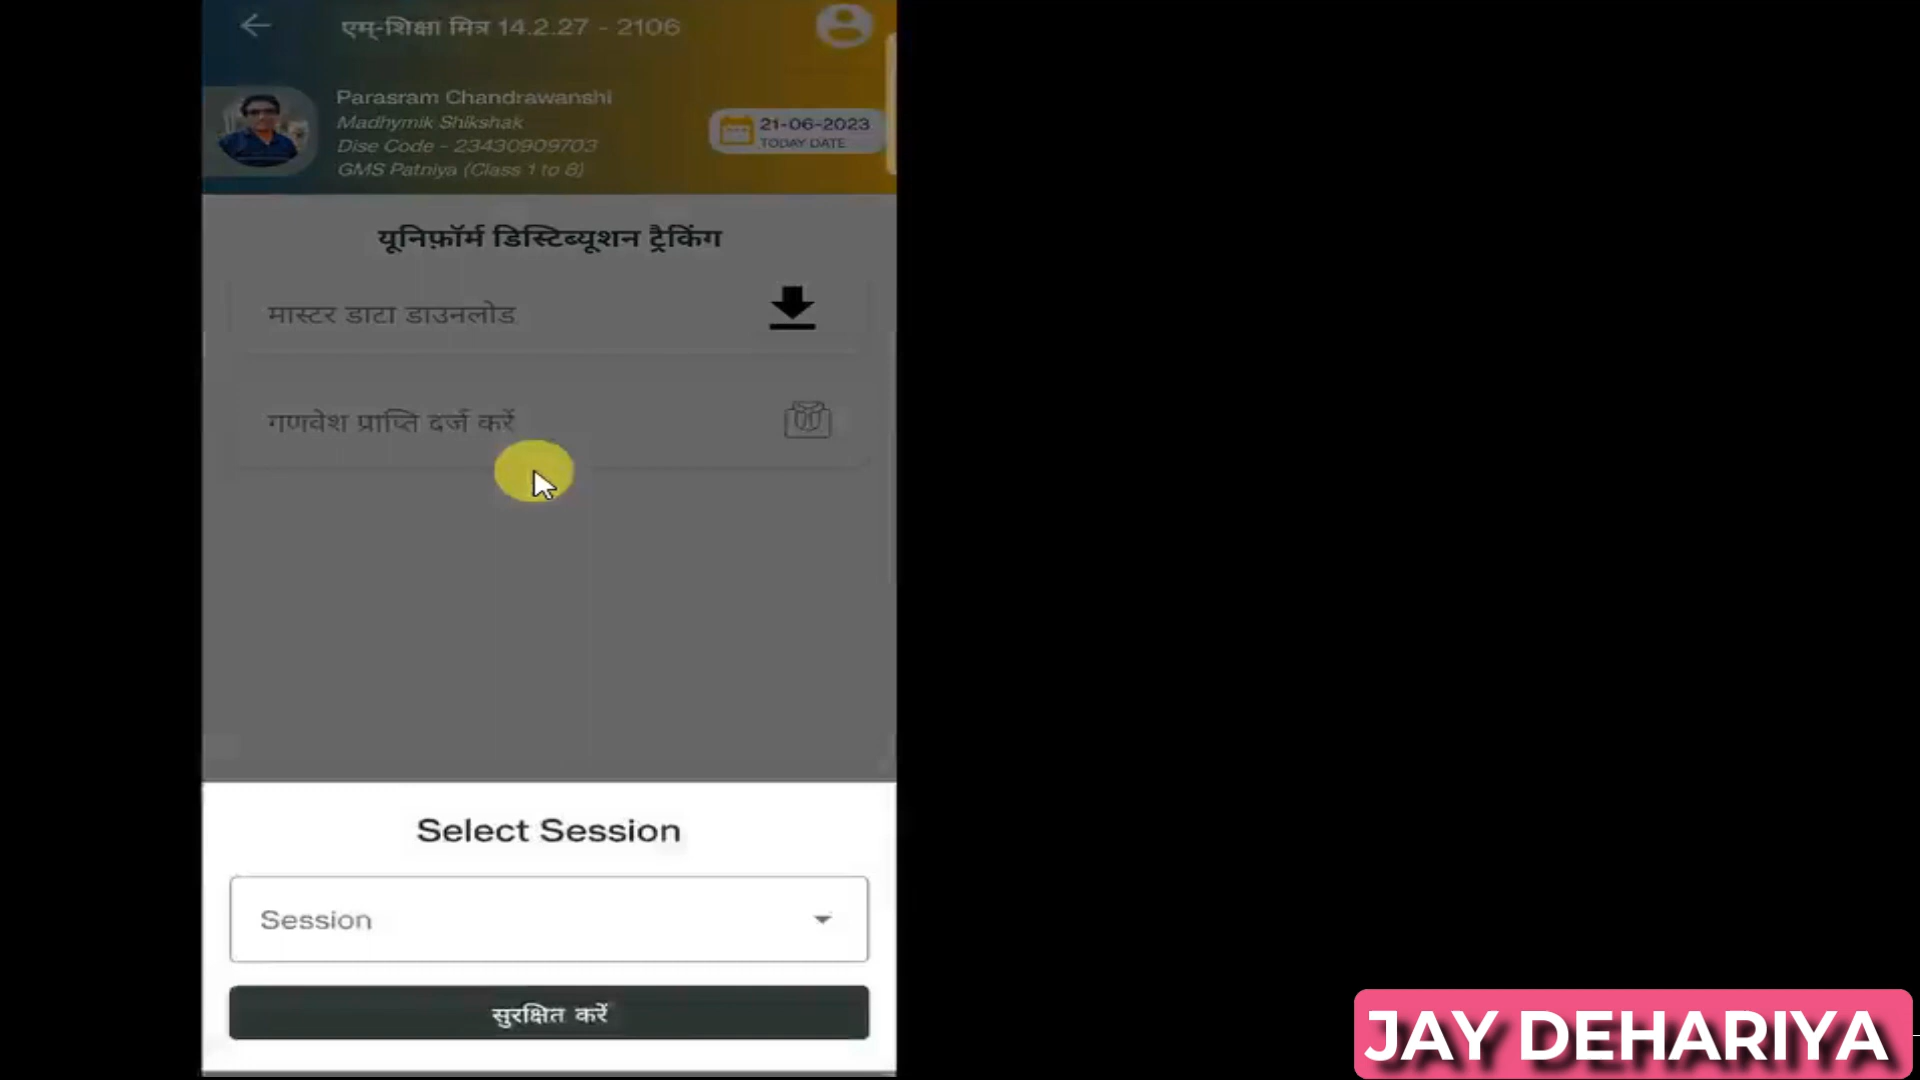 एम्-शिक्षा मित्र 14.2.27 - 2106
Parasram Chandrawanshi
Madhymik Shikshak
Dise Code - 23430909703
GMS Patniya (Class 1 to 8)
21-06-2023
TODAY DATE
यूनिफ़ॉर्म डिस्टिब्यूशन ट्रैकिंग
मास्टर डाटा डाउनलोड
गणवेश प्राप्ति दर्ज करें
Select Session
Session
सुरक्षित करें
JAY DEHARIYA